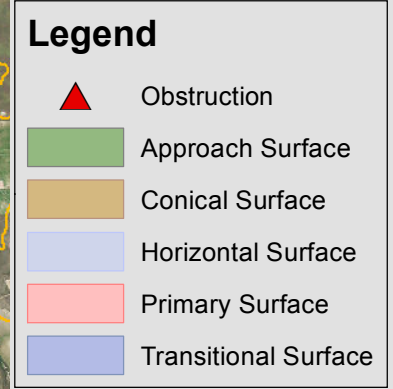 Legend
Obstruction
Approach Surface
Conical Surface
Horizontal Surface
Primary Surface
Transitional Surface